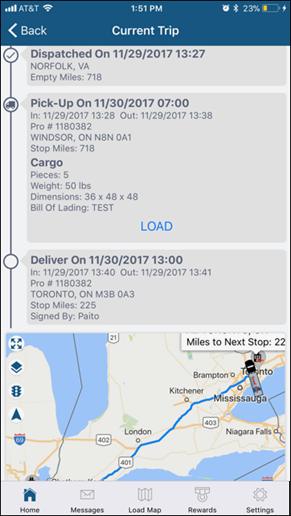 AT&T 1:51 PM 23%
Back Current Trip
Dispatched On 11/29/2017 13:27
NORFOLK, VA
Empty Miles: 718
Pick-Up On 11/30/2017 07:00
In: 11/29/2017 13:28 Out: 11/29/2017 13:38
Pro # 1180382
WINDSOR, ON N8N 0A1
Stop Miles: 718
Cargo
Pieces: 5
Weight: 50 lbs
Dimensions: 36 x 48 x 48
Bill Of Lading: TEST
LOAD
Deliver On 11/30/2017 13:00
In: 11/29/2017 13:40 Out: 11/29/2017 13:41
Pro # 1180382
TORONTO, ON M3B 0A3
Stop Miles: 225
Signed By: Paito
Miles to Next Stop: 22
Brampton
Toronto
Mississauga
Kitchener
403
Niagara Falls
402
London
69
401
Home Messages Load Map Rewards Settings